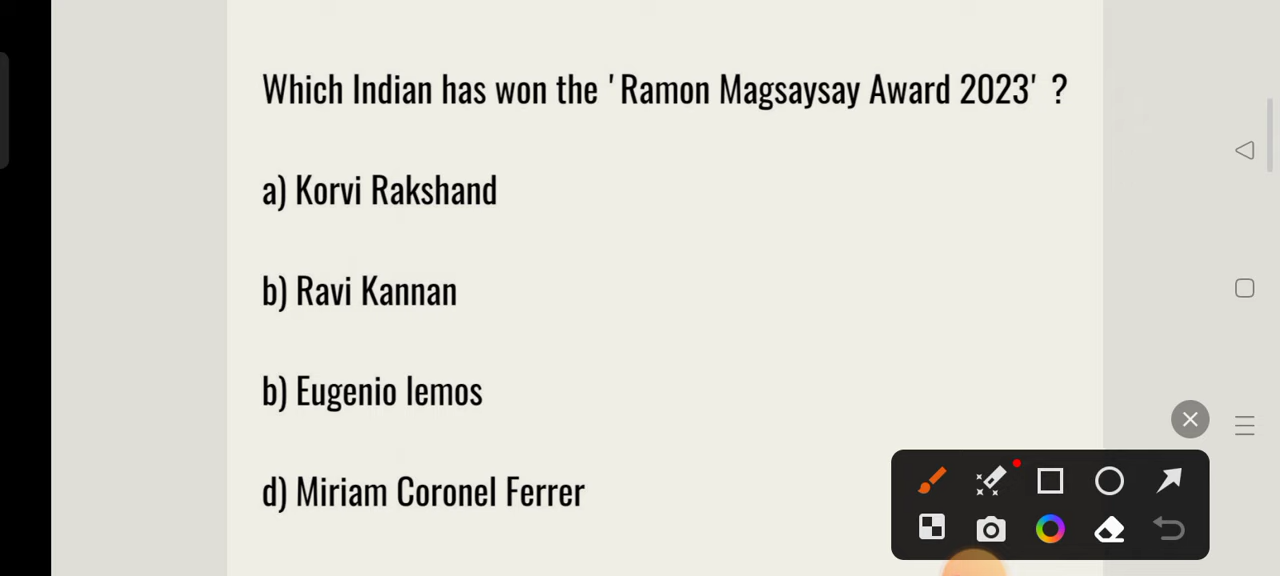 Which Indian has won the 'Ramon Magsaysay Award 2023' ?
a) Korvi Rakshand
b) Ravi Kannan
b) Eugenio lemos
d) Miriam Coronel Ferrer